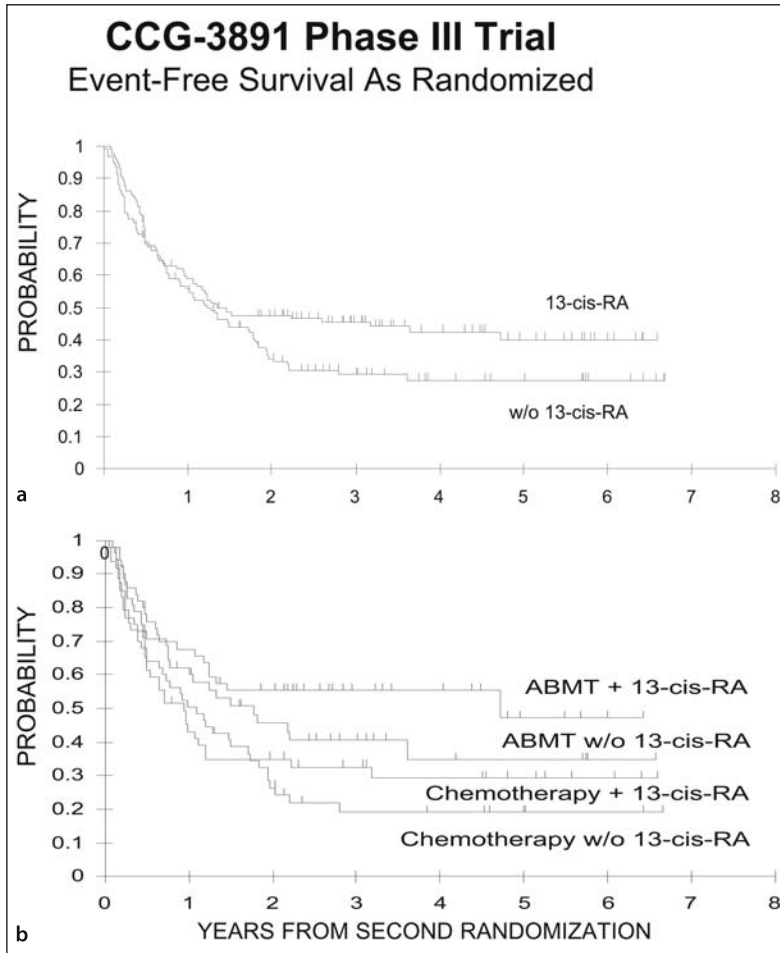 CCG-3891 Phase III Trial
Event-Free Survival As Randomized
PROBABILITY
1
0.9
0.8
0.7
0.6
0.5
0.4
0.3
0.2
0.1
0
13-cis-RA
w/o 13-cis-RA
1 2 3 4 5 6 7 8
a
PROBABILITY
1
0
0.9
0.8
0.7
0.6
0.5
0.4
0.3
0.2
0.1
0
ABMT + 13-cis-RA
ABMT w/o 13-cis-RA
Chemotherapy + 13-cis-RA
Chemotherapy w/o 13-cis-RA
0 1 2 3 4 5 6 7 8
YEARS FROM SECOND RANDOMIZATION
b